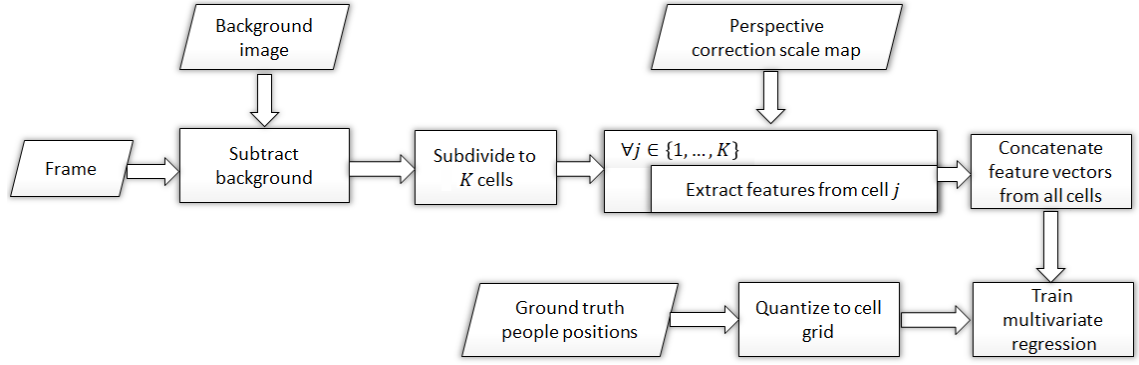 Background
image
Perspective
correction scale map
Frame
Subtract
background
Subdivide to
K cells
∀j ∈ {1, … , K}
Extract features from cell j
Concatenate
feature vectors
from all cells
Ground truth
people positions
Quantize to cell
grid
Train
multivariate
regression